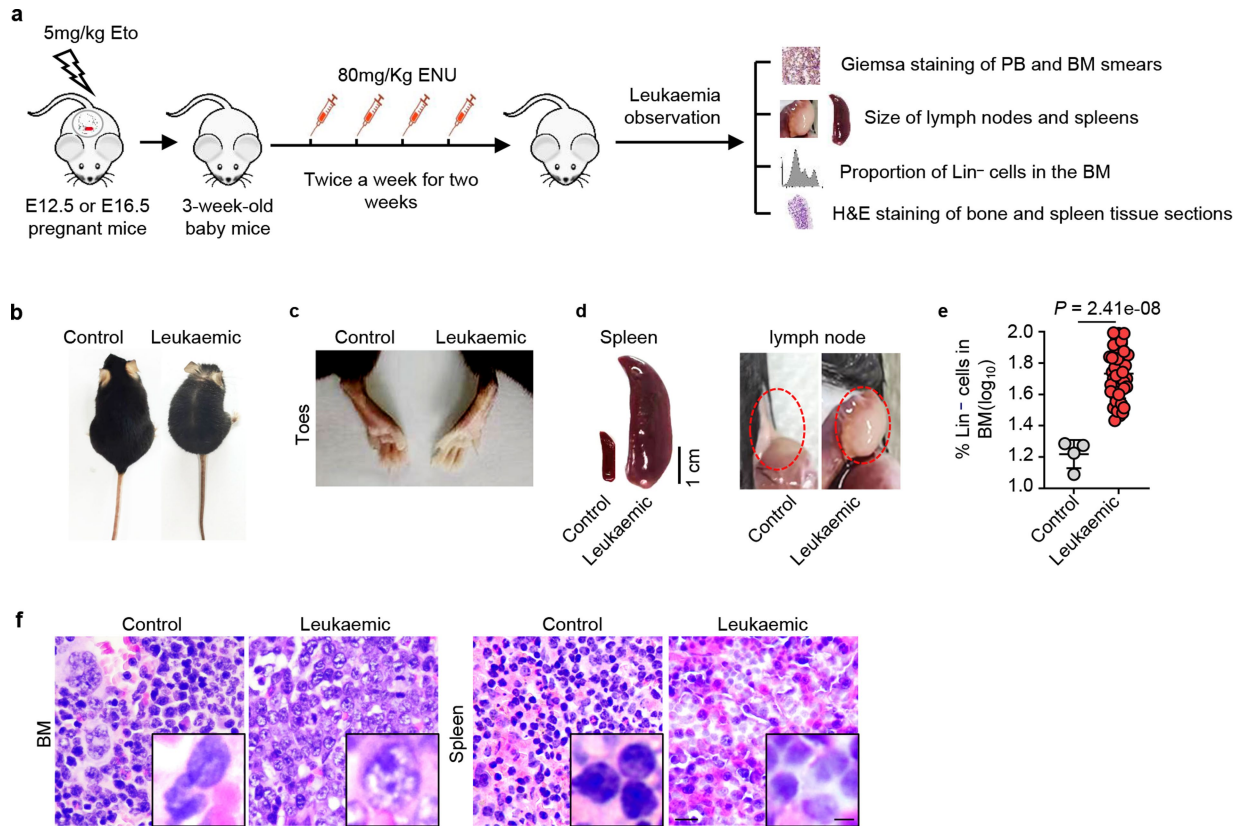 a
5mg/kg Eto
80mg/Kg ENU
E12.5 or E16.5
pregnant mice
3-week-old
baby mice
Twice a week for two
weeks
Leukaemia
observation
Giemsa staining of PB and BM smears
Size of lymph nodes and spleens
Proportion of Lin− cells in the BM
H&E staining of bone and spleen tissue sections
b
Control
Leukaemic
c
Control
Leukaemic
Toes
d
Spleen
Control
Leukaemic
1 cm
lymph node
Control
Leukaemic
e
P = 2.41e-08
% Lin − cells in
BM(log10)
2.0
1.8
1.6
1.4
1.2
1.0
Control
Leukaemic
f
Control
Leukaemic
BM
Control
Leukaemic
Spleen